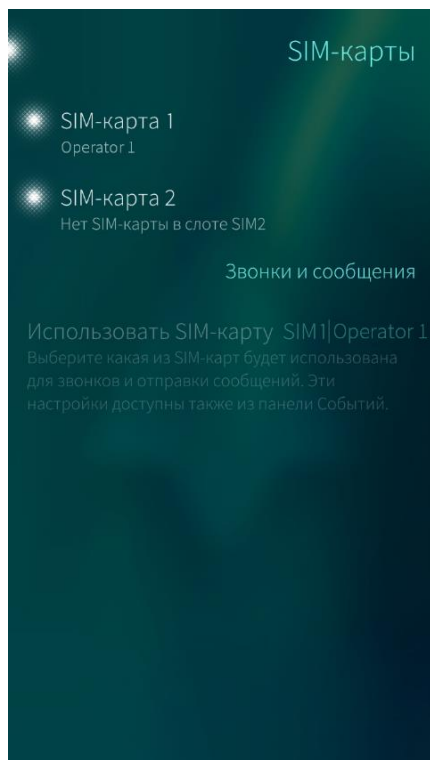 SIM-карты
SIM-карта 1
Operator 1
SIM-карта 2
Нет SIM-карты в слоте SIM2
Звонки и сообщения
Использовать SIM-карту SIM1|Operator 1
Выберите какая из SIM-карт будет использована
для звонков и отправки сообщений. Эти
настройки доступны также из панели Событий.